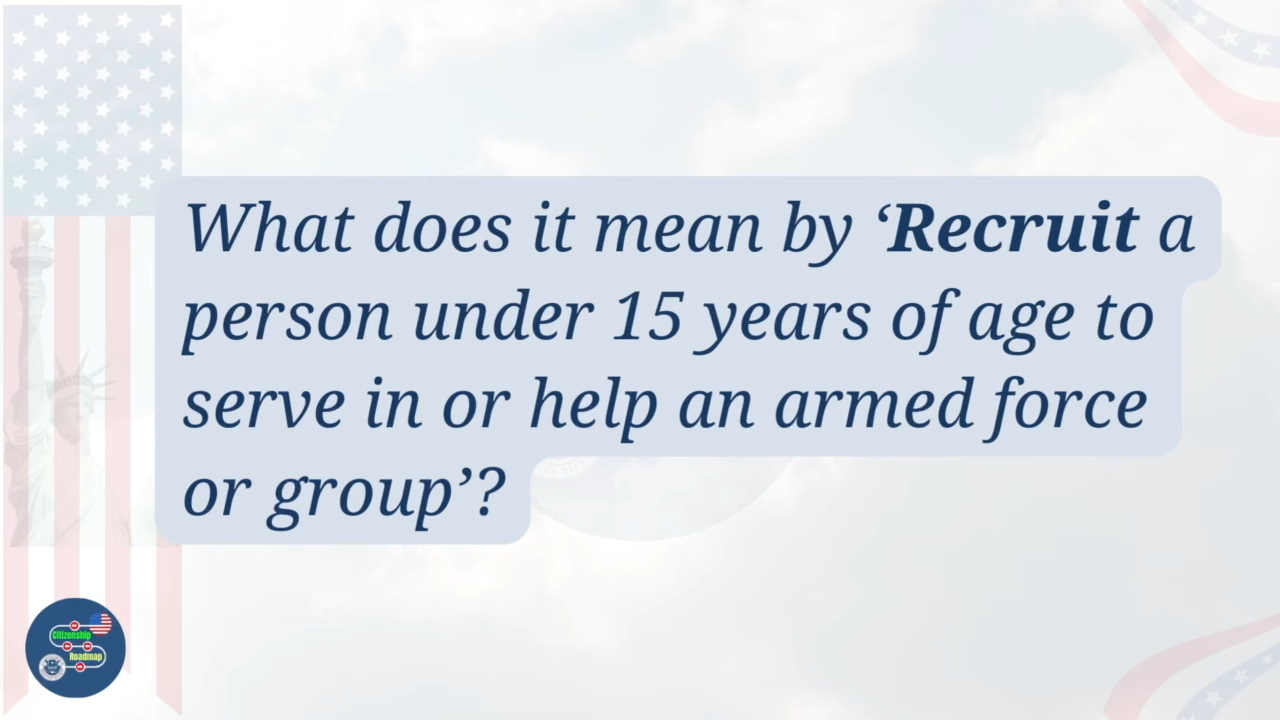 What does it mean by ‘Recruit a
person under 15 years of age to
serve in or help an armed force
or group’?
Citizenship
Roadmap